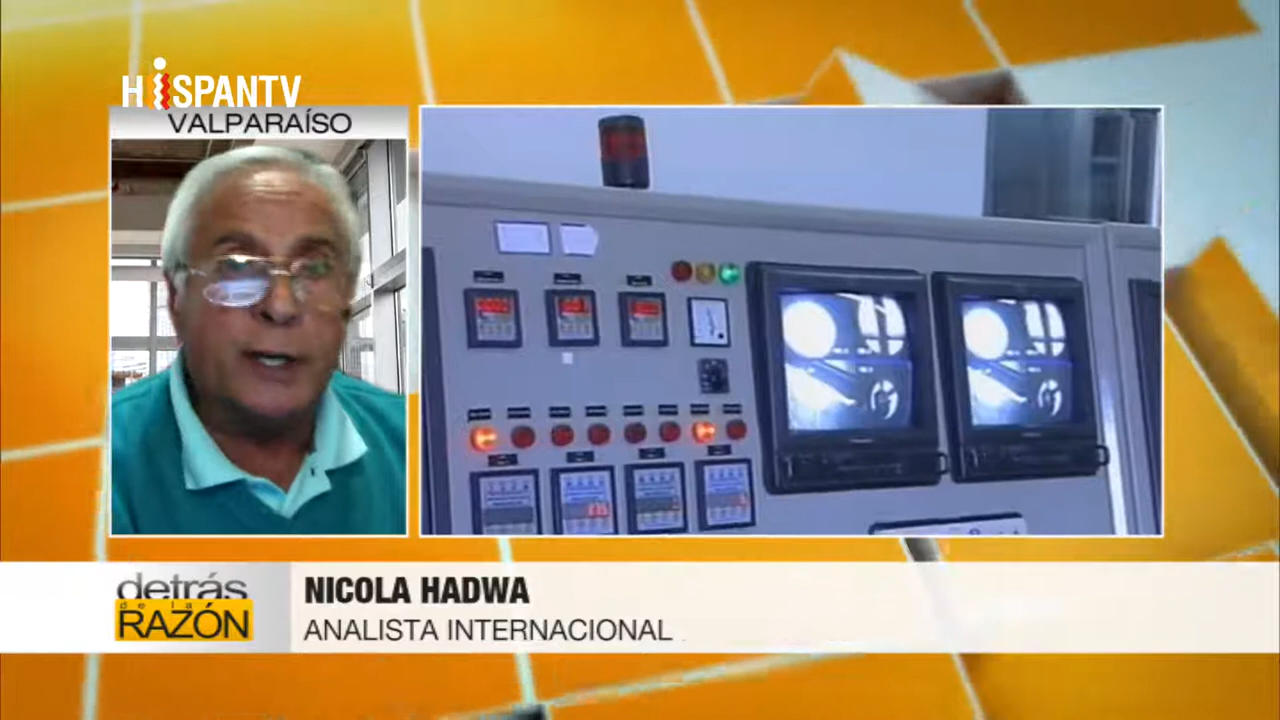 HISPANTV
VALPARAÍSO
detrás
de la
RAZÓN
NICOLA HADWA
ANALISTA INTERNACIONAL